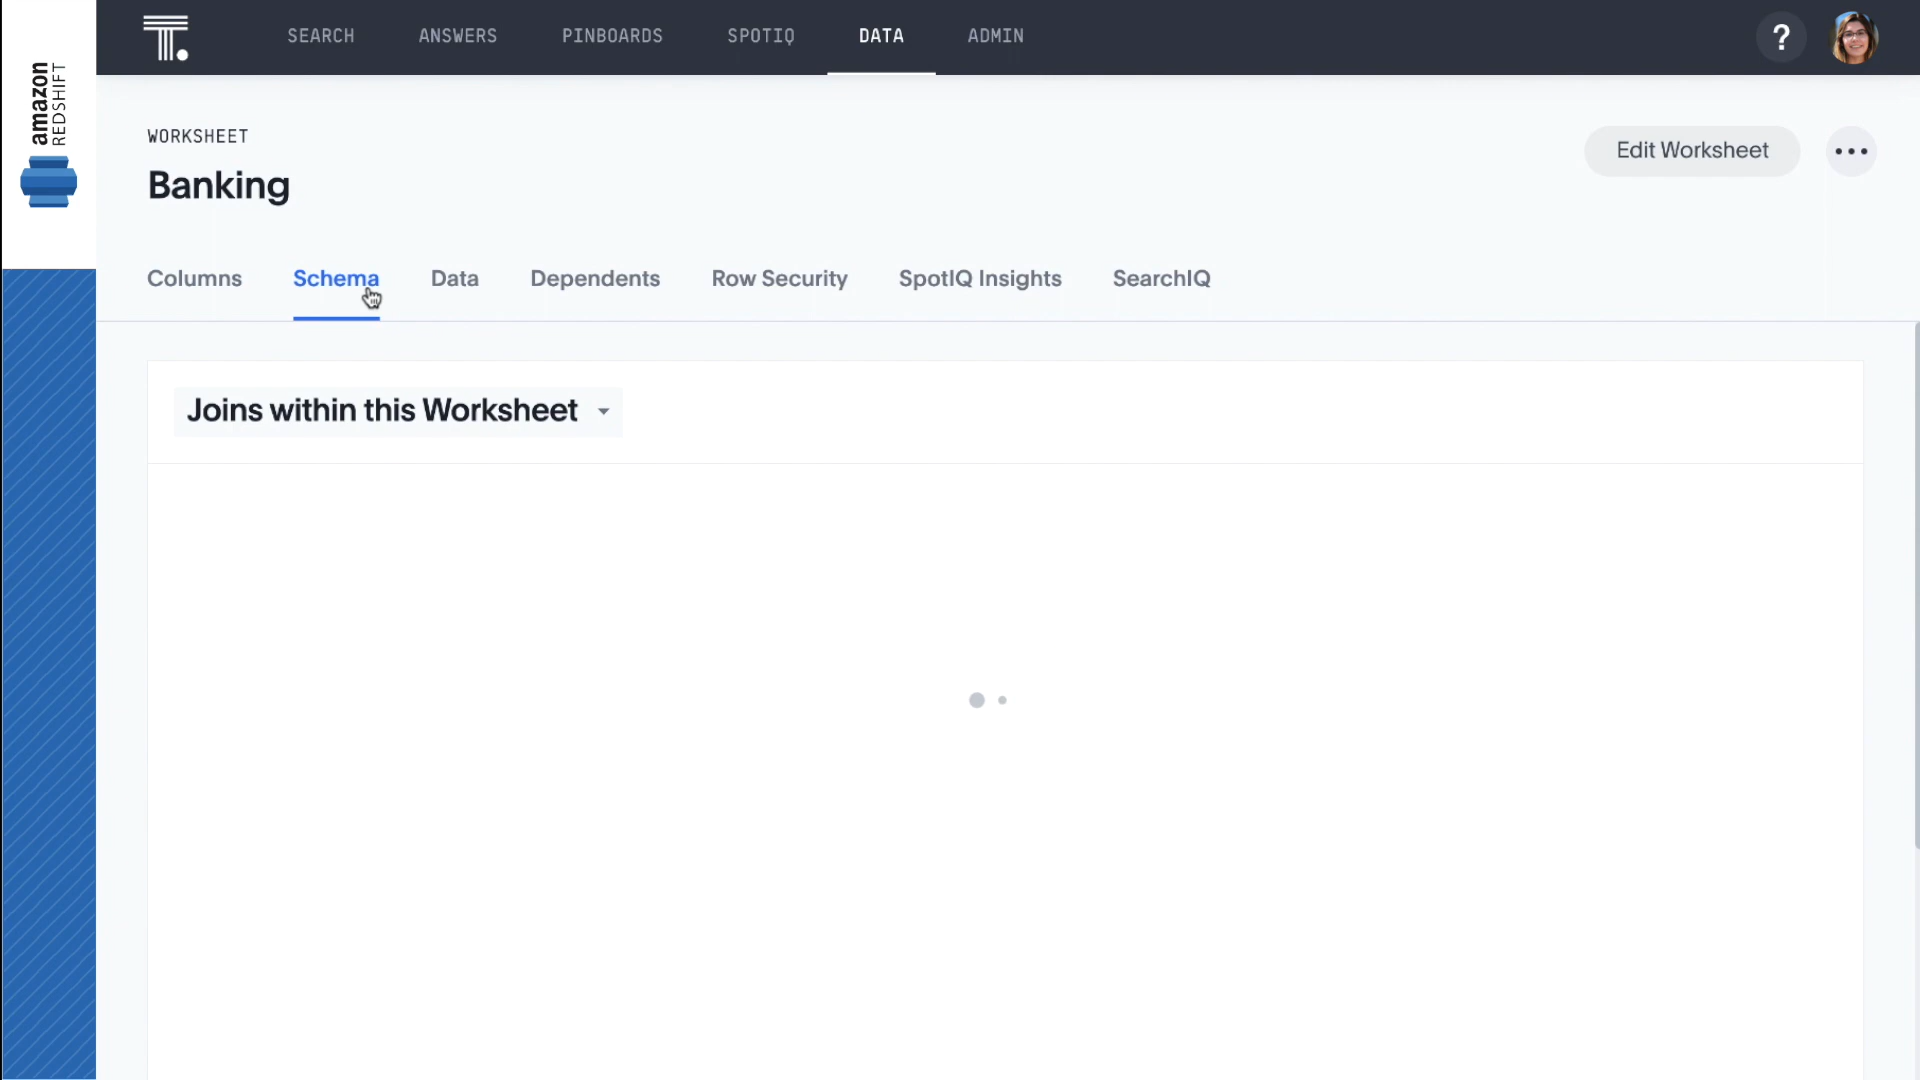 amazon
REDSHIFT
T.
SEARCH
ANSWERS
PINBOARDS
SPOTIQ
DATA
ADMIN
?
WORKSHEET
Banking
Edit Worksheet
Columns
Schema
Data
Dependents
Row Security
SpotIQ Insights
SearchIQ
Joins within this Worksheet